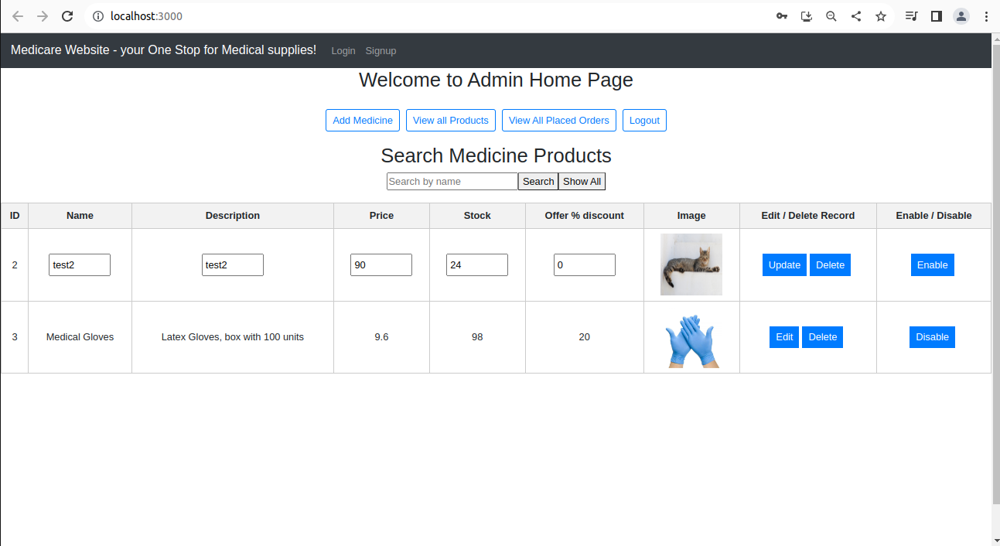 localhost:3000
Medicare Website - your One Stop for Medical supplies! Login Signup
Welcome to Admin Home Page
Add Medicine View all Products View All Placed Orders Logout
Search Medicine Products
Search by name Search Show All
ID Name Description Price Stock Offer % discount Image Edit / Delete Record Enable / Disable
2 test2 test2 90 24 0 Update Delete Enable
3 Medical Gloves Latex Gloves, box with 100 units 9.6 98 20 Edit Delete Disable